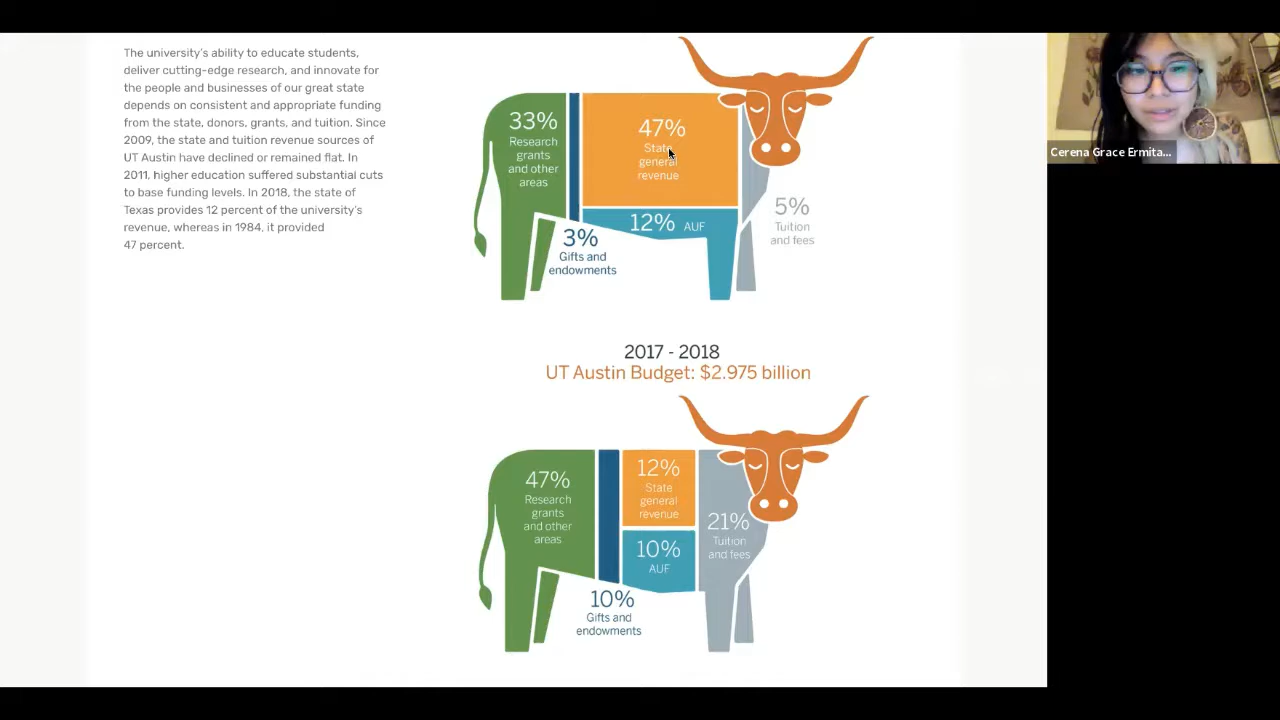 The university's ability to educate students,
deliver cutting-edge research, and innovate for
the people and businesses of our great state
depends on consistent and appropriate funding
from the state, donors, grants, and tuition. Since
2009, the state and tuition revenue sources of
UT Austin have declined or remained flat. In
2011, higher education suffered substantial cuts
to base funding levels. In 2018, the state of
Texas provides 12 percent of the university's
revenue, whereas in 1984, it provided
47 percent.
33%
Research
grants
and other
areas
47%
State
general
revenue
12% AUF
3%
Gifts and
endowments
5%
Tuition
and fees
2017 - 2018
UT Austin Budget: $2.975 billion
47%
Research
grants
and other
areas
12%
State
general
revenue
10%
AUF
21%
Tuition
and fees
10%
Gifts and
endowments
Cerena Grace Ermita...